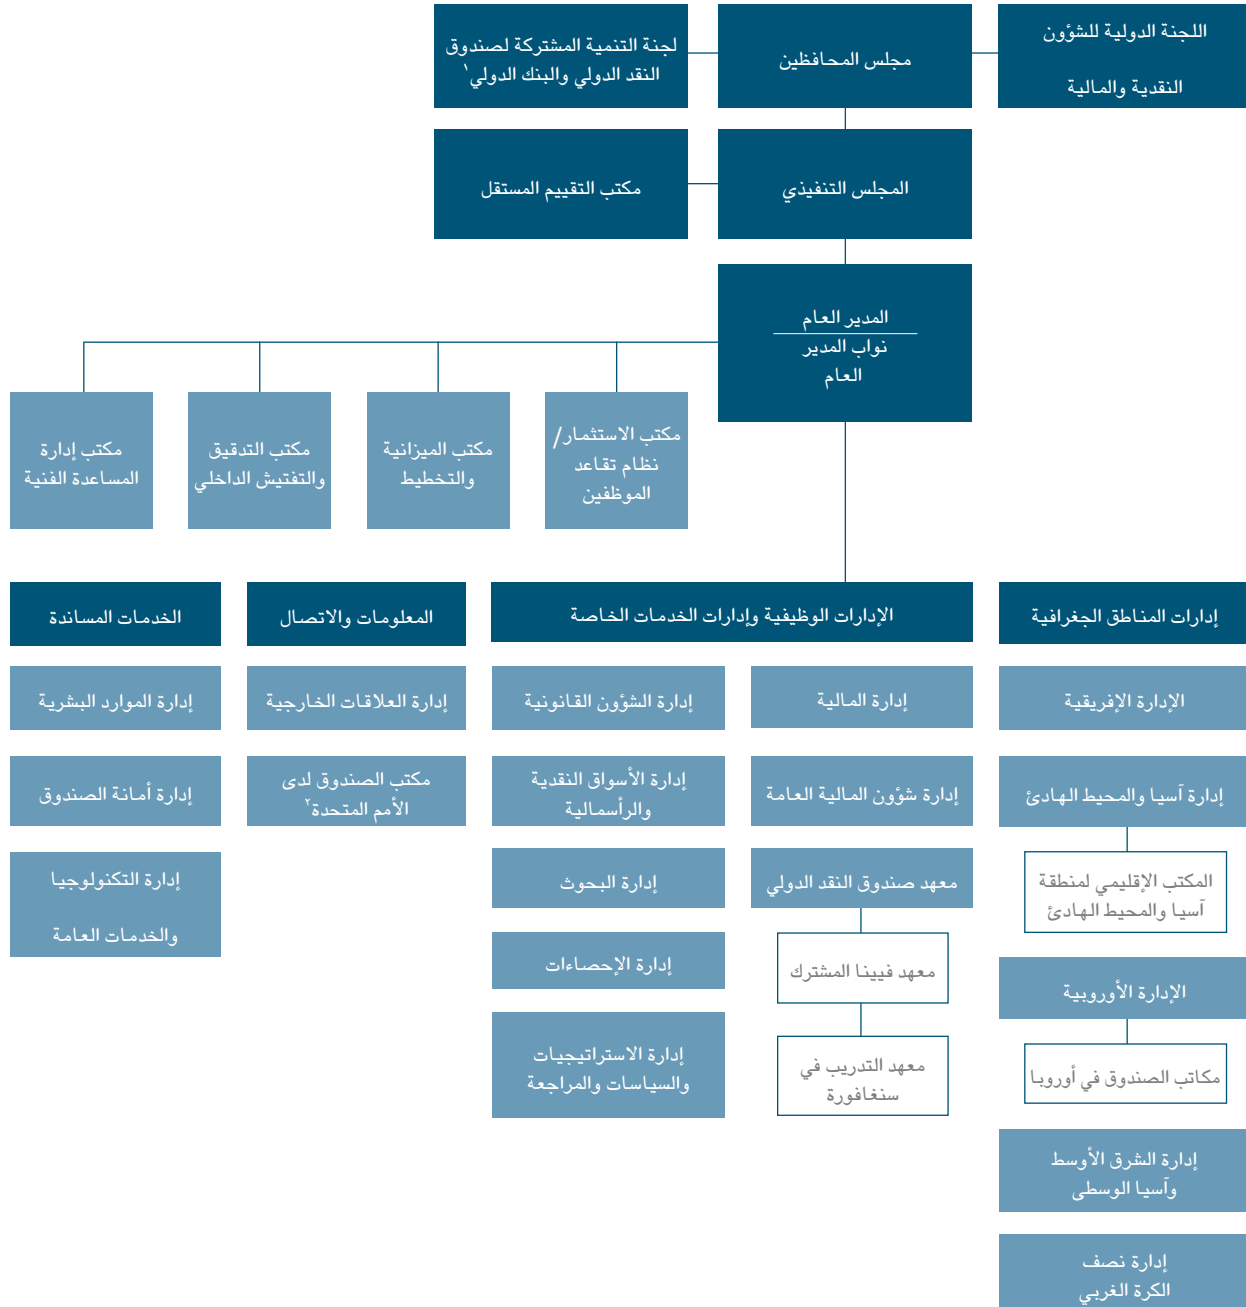 اللجنة الدولية للشؤون
النقدية والمالية
مجلس المحافظين
لجنة التنمية المشتركة لصندوق
النقد الدولي والبنك الدولي١
المجلس التنفيذي
مكتب التقييم المستقل
المدير العام
نواب المدير
العام
مكتب الاستثمار/
نظام تقاعد
الموظفين
مكتب الميزانية
والتخطيط
مكتب التدقيق
والتفتيش الداخلي
مكتب إدارة
المساعدة الفنية
إدارات المناطق الجغرافية
الإدارة الإفريقية
إدارة آسيا والمحيط الهادئ
المكتب الإقليمي لمنطقة
آسيا والمحيط الهادئ
الإدارة الأوروبية
مكاتب الصندوق في أوروبا
إدارة الشرق الأوسط
وآسيا الوسطى
إدارة نصف
الكرة الغربي
الإدارات الوظيفية وإدارات الخدمات الخاصة
إدارة المالية
إدارة شؤون المالية العامة
معهد صندوق النقد الدولي
معهد فيينا المشترك
معهد التدريب في
سنغافورة
إدارة الشؤون القانونية
إدارة الأسواق النقدية
والرأسمالية
إدارة البحوث
إدارة الإحصاءات
إدارة الاستراتيجيات
والسياسات والمراجعة
المعلومات والاتصال
إدارة العلاقات الخارجية
مكتب الصندوق لدى
الأمم المتحدة٢
الخدمات المساندة
إدارة الموارد البشرية
إدارة أمانة الصندوق
إدارة التكنولوجيا
والخدمات العامة